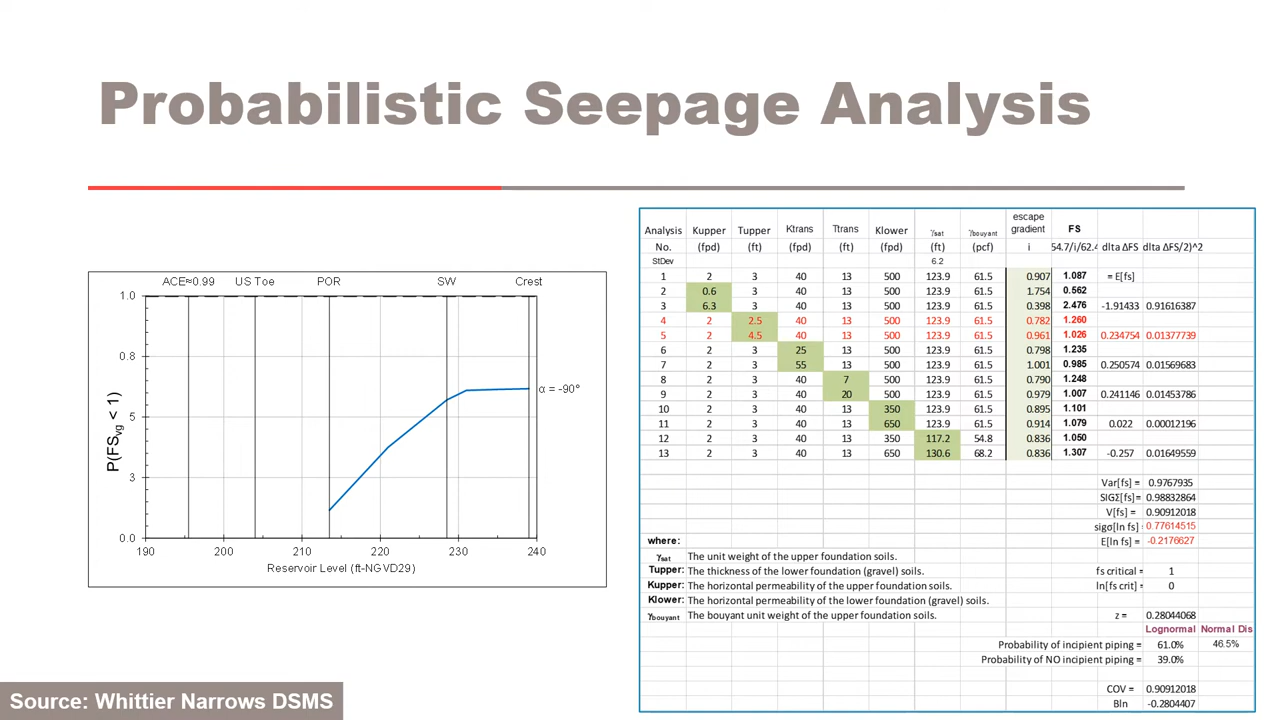 Probabilistic Seepage Analysis
ACE≈0.99 US Toe POR SW Crest
1.0
0.8
5
3
0.0
P(FSvg < 1)
α = -90°
190 200 210 220 230 240
Reservoir Level (ft-NGVD29)
escape
Analysis Kupper Tupper Ktrans Ttrans Klower γsat γbouyant gradient FS
No. (fpd) (ft) (fpd) (ft) (fpd) (ft) (pcf) i 54.7/i/62.4 dlta ΔFS dlta ΔFS/2)^2
StDev 6.2
1 2 3 40 13 500 123.9 61.5 0.907 1.087 = E[fs]
2 0.6 3 40 13 500 123.9 61.5 1.754 0.562
3 6.3 3 40 13 500 123.9 61.5 0.398 2.476 -1.91433 0.91616387
4 2 2.5 40 13 500 123.9 61.5 0.782 1.260
5 2 4.5 40 13 500 123.9 61.5 0.961 1.026 0.234754 0.01377739
6 2 3 25 13 500 123.9 61.5 0.798 1.235
7 2 3 55 13 500 123.9 61.5 1.001 0.985 0.250574 0.01569683
8 2 3 40 7 500 123.9 61.5 0.790 1.248
9 2 3 40 20 500 123.9 61.5 0.979 1.007 0.241146 0.01453786
10 2 3 40 13 350 123.9 61.5 0.895 1.101
11 2 3 40 13 650 123.9 61.5 0.914 1.079 0.022 0.00012196
12 2 3 40 13 350 117.2 54.8 0.836 1.050
13 2 3 40 13 650 130.6 68.2 0.836 1.307 -0.257 0.01649559
Var[fs] = 0.9767935
SIGΣ[fs]= 0.98832864
V[fs] = 0.90912018
sigσ[ln fs] = 0.77614515
where: E[ln fs] = -0.2176627
γsat The unit weight of the upper foundation soils.
Tupper: The thickness of the lower foundation (gravel) soils. fs critical = 1
Kupper: The horizontal permeability of the upper foundation soils. ln[fs crit] = 0
Klower: The horizontal permeability of the lower foundation (gravel) soils.
γbouyant The bouyant unit weight of the upper foundation soils. z = 0.28044068
Lognormal Normal Dis
Probability of incipient piping = 61.0% 46.5%
Probability of NO incipient piping = 39.0%
COV = 0.90912018
Bln -0.2804407
Source: Whittier Narrows DSMS